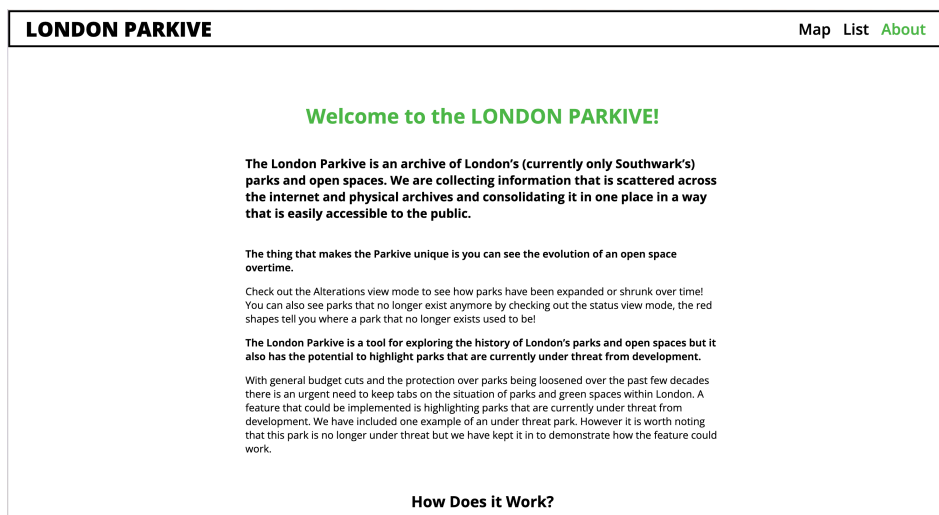 LONDON PARKIVE
Map List About
Welcome to the LONDON PARKIVE!
The London Parkive is an archive of London's (currently only Southwark's)
parks and open spaces. We are collecting information that is scattered across
the internet and physical archives and consolidating it in one place in a way
that is easily accessible to the public.
The thing that makes the Parkive unique is you can see the evolution of an open space
overtime.
Check out the Alterations view mode to see how parks have been expanded or shrunk over time!
You can also see parks that no longer exist anymore by checking out the status view mode, the red
shapes tell you where a park that no longer exists used to be!
The London Parkive is a tool for exploring the history of London's parks and open spaces but it
also has the potential to highlight parks that are currently under threat from development.
With general budget cuts and the protection over parks being loosened over the past few decades
there is an urgent need to keep tabs on the situation of parks and green spaces within London. A
feature that could be implemented is highlighting parks that are currently under threat from
development. We have included one example of an under threat park. However it is worth noting
that this park is no longer under threat but we have kept it in to demonstrate how the feature could
work.
How Does it Work?